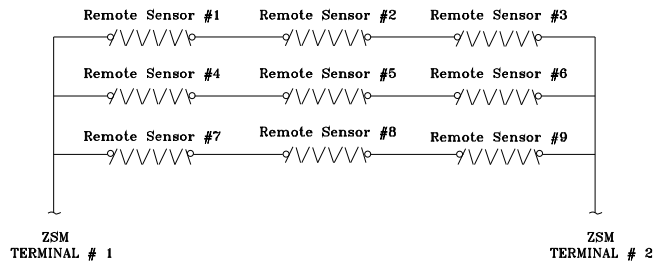 Remote Sensor #1 Remote Sensor #2 Remote Sensor #3
Remote Sensor #4 Remote Sensor #5 Remote Sensor #6
Remote Sensor #7 Remote Sensor #8 Remote Sensor #9
ZSM ZSM
TERMINAL # 1 TERMINAL # 2